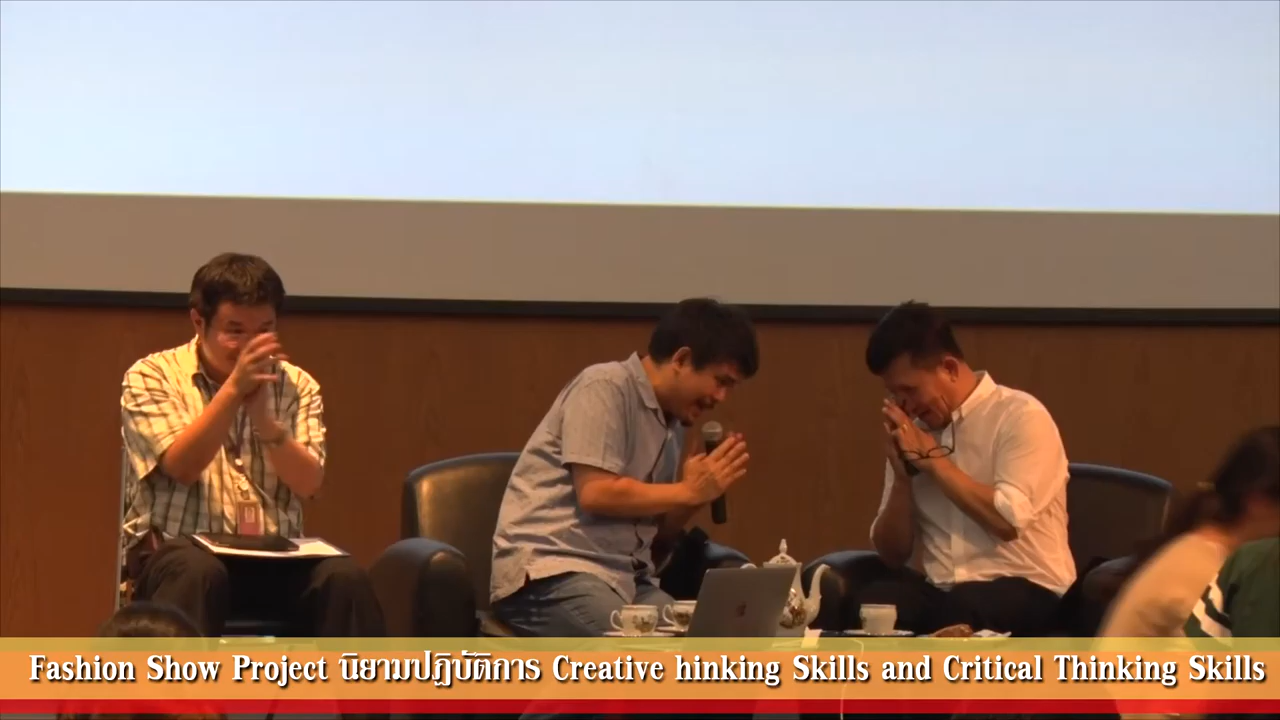 Fashion Show Project นิยามปฏิบัติการ Creative hinking Skills and Critical Thinking Skills